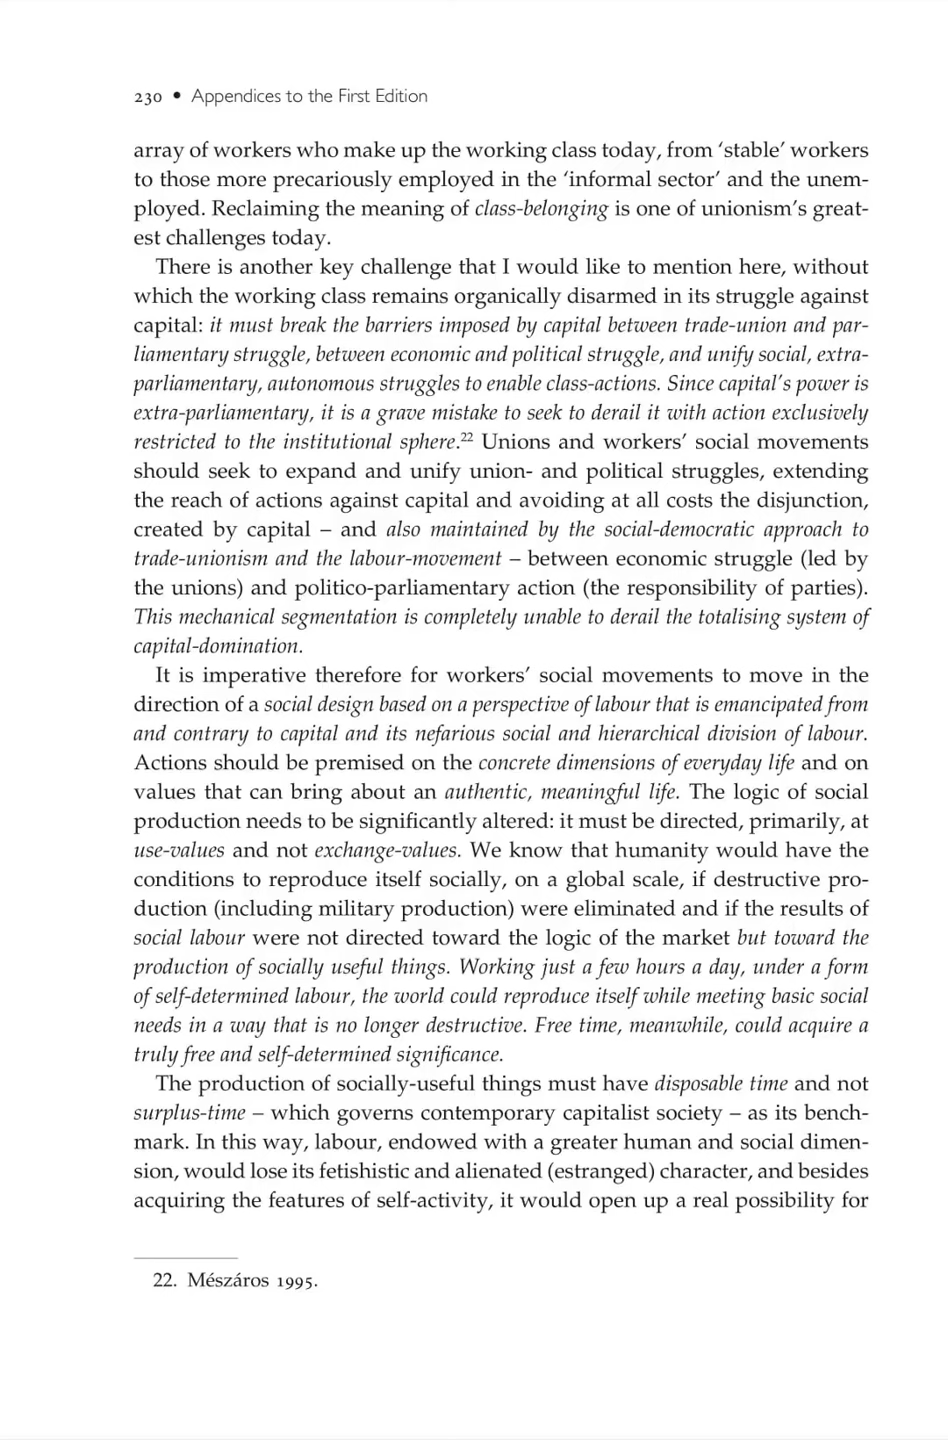 230 • Appendices to the First Edition
array of workers who make up the working class today, from ‘stable’ workers
to those more precariously employed in the ‘informal sector’ and the unem-
ployed. Reclaiming the meaning of class-belonging is one of unionism’s great-
est challenges today.
There is another key challenge that I would like to mention here, without
which the working class remains organically disarmed in its struggle against
capital: it must break the barriers imposed by capital between trade-union and par-
liamentary struggle, between economic and political struggle, and unify social, extra-
parliamentary, autonomous struggles to enable class-actions. Since capital’s power is
extra-parliamentary, it is a grave mistake to seek to derail it with action exclusively
restricted to the institutional sphere.22 Unions and workers’ social movements
should seek to expand and unify union- and political struggles, extending
the reach of actions against capital and avoiding at all costs the disjunction,
created by capital – and also maintained by the social-democratic approach to
trade-unionism and the labour-movement – between economic struggle (led by
the unions) and politico-parliamentary action (the responsibility of parties).
This mechanical segmentation is completely unable to derail the totalising system of
capital-domination.
It is imperative therefore for workers’ social movements to move in the
direction of a social design based on a perspective of labour that is emancipated from
and contrary to capital and its nefarious social and hierarchical division of labour.
Actions should be premised on the concrete dimensions of everyday life and on
values that can bring about an authentic, meaningful life. The logic of social
production needs to be significantly altered: it must be directed, primarily, at
use-values and not exchange-values. We know that humanity would have the
conditions to reproduce itself socially, on a global scale, if destructive pro-
duction (including military production) were eliminated and if the results of
social labour were not directed toward the logic of the market but toward the
production of socially useful things. Working just a few hours a day, under a form
of self-determined labour, the world could reproduce itself while meeting basic social
needs in a way that is no longer destructive. Free time, meanwhile, could acquire a
truly free and self-determined significance.
The production of socially-useful things must have disposable time and not
surplus-time – which governs contemporary capitalist society – as its bench-
mark. In this way, labour, endowed with a greater human and social dimen-
sion, would lose its fetishistic and alienated (estranged) character, and besides
acquiring the features of self-activity, it would open up a real possibility for
22. Mészáros 1995.